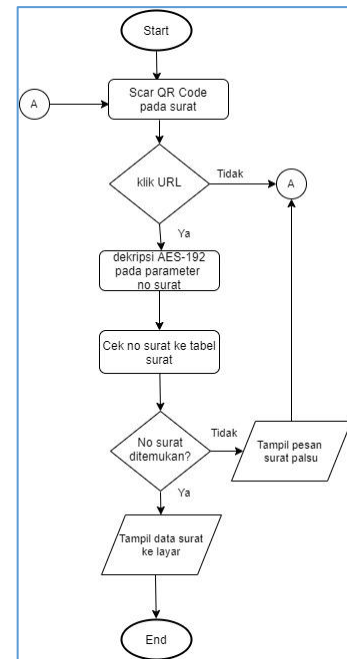 Start
Scar QR Code
pada surat
A
klik URL
Tidak
A
Ya
dekripsi AES-192
pada parameter
no surat
Cek no surat ke tabel
surat
No surat
ditemukan?
Tidak
Tampil pesan
surat palsu
Ya
Tampil data surat
ke layar
End